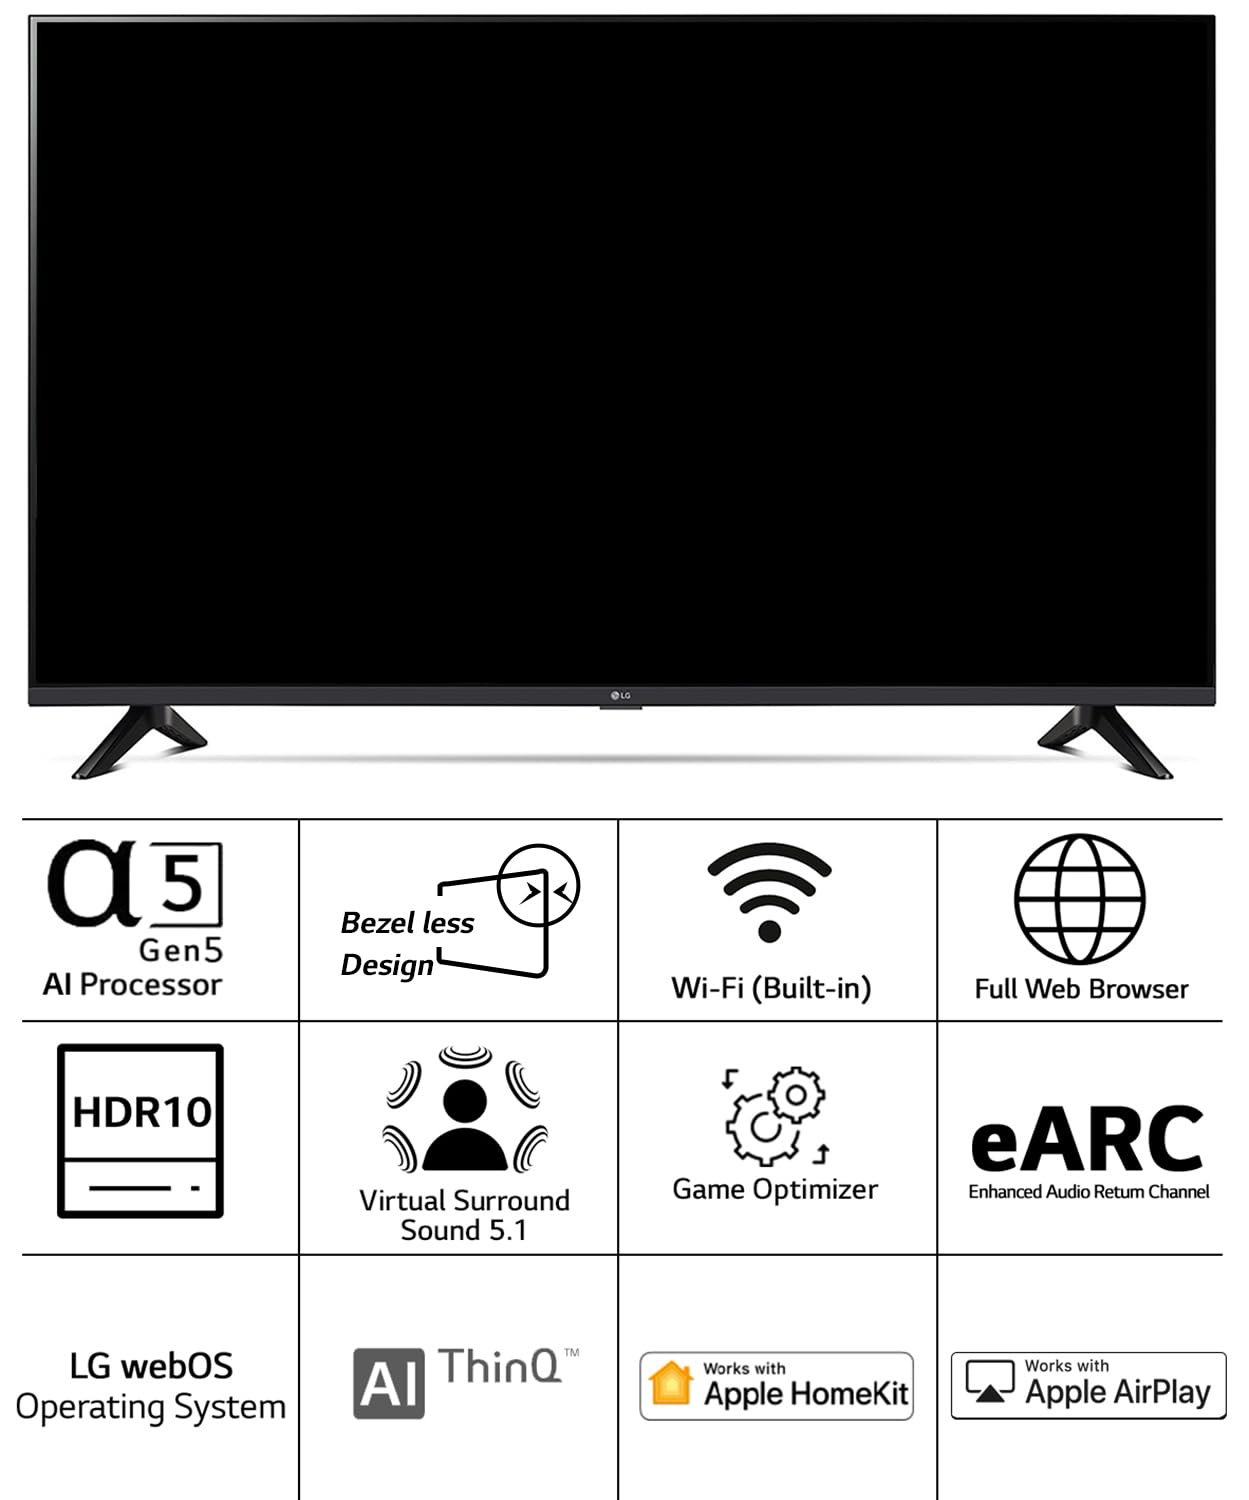 LG
α5
Gen5
AI Processor
Bezel less
Design
Wi-Fi (Built-in)
Full Web Browser
HDR10
Virtual Surround
Sound 5.1
Game Optimizer
eARC
Enhanced Audio Return Channel
LG webOS
Operating System
AI ThinQ™
Works with
Apple HomeKit
Works with
Apple AirPlay